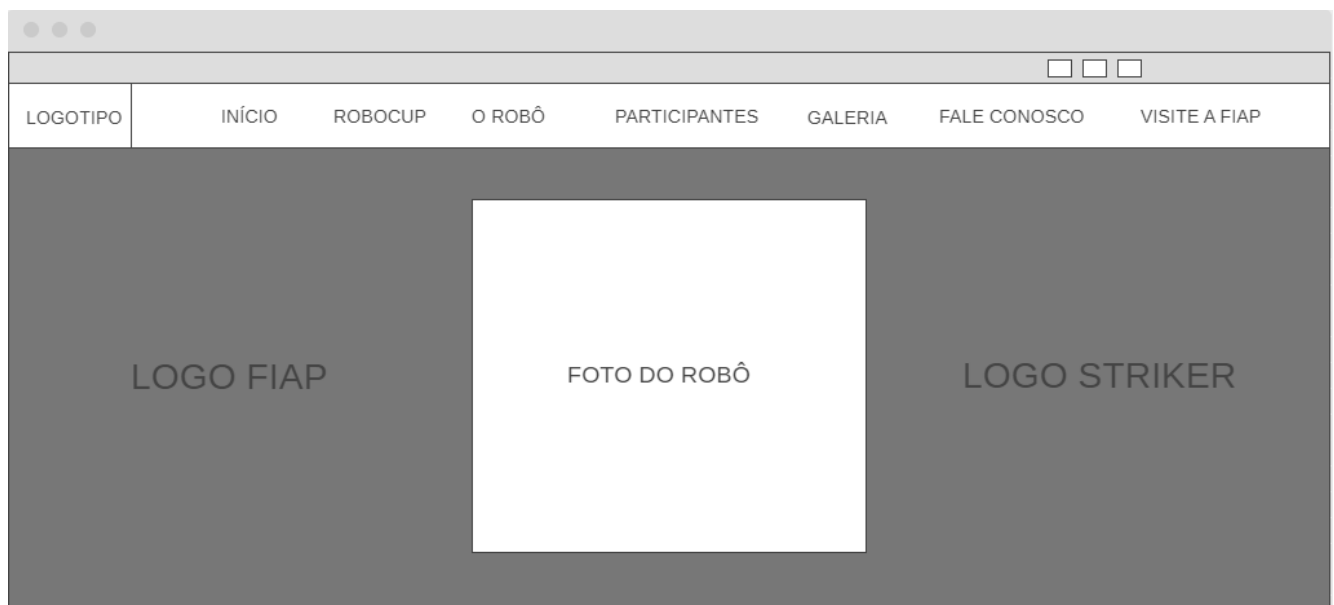 LOGOTIPO
INÍCIO
ROBOCUP
O ROBÔ
PARTICIPANTES
GALERIA
FALE CONOSCO
VISITE A FIAP
LOGO FIAP
FOTO DO ROBÔ
LOGO STRIKER